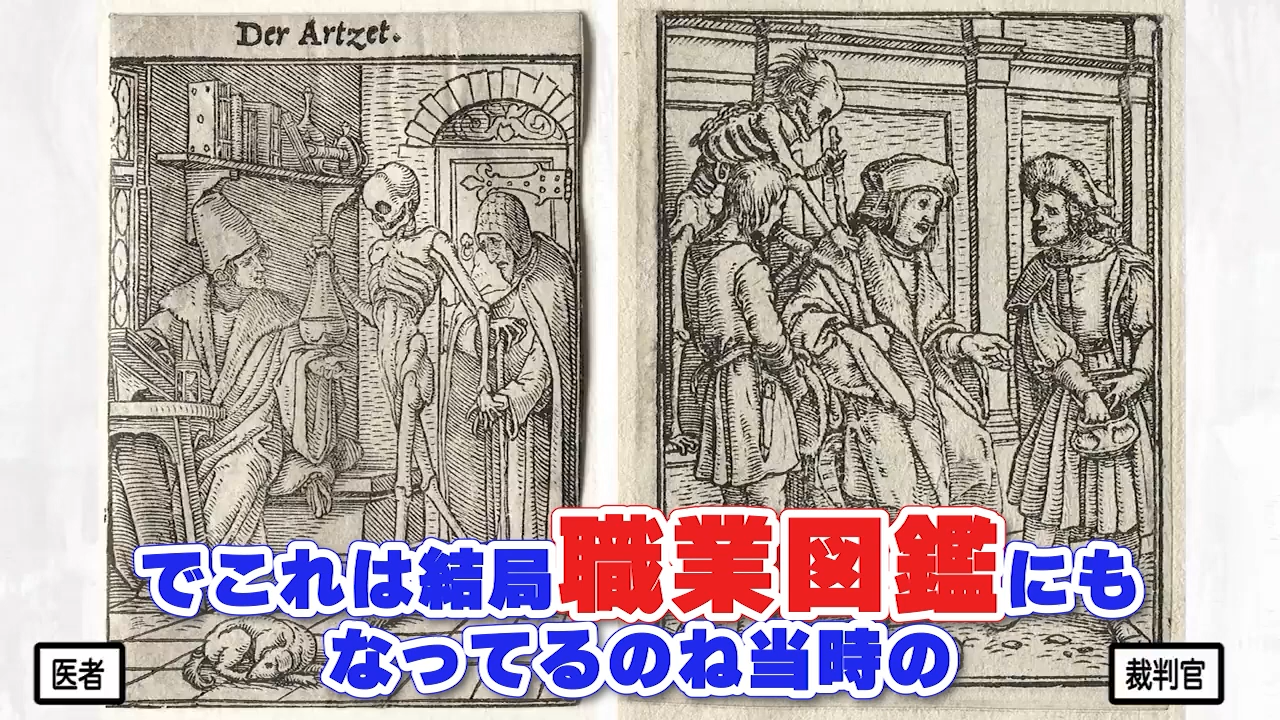 Der Artzet.
でこれは結局職業図鑑にも
なってるのね当時の
医者
裁判官